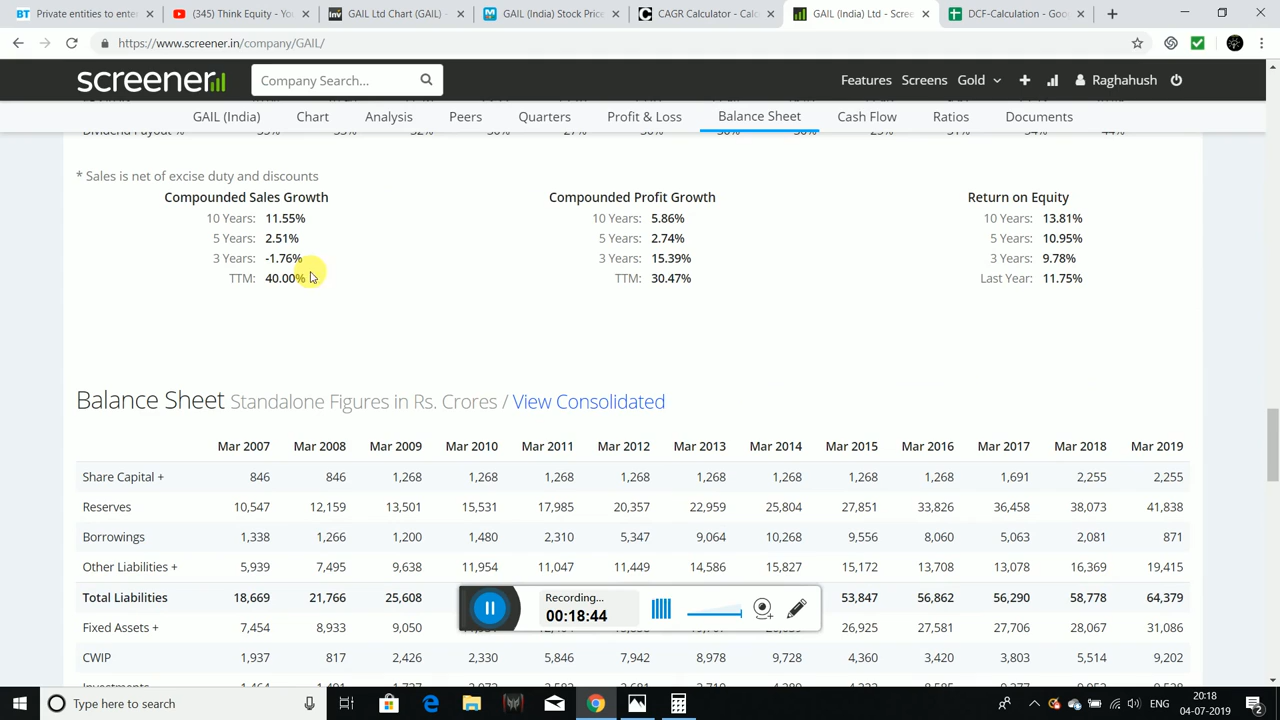 Private entities to enter
(345) Think Equity - Yo
GAIL Ltd Chart (GAIL) -
GAIL (India) Stock Price
CAGR Calculator - Calc
GAIL (India) Ltd - Scree
DCF-Calculation - Goog
https://www.screener.in/company/GAIL/
screener
Company Search...
Features Screens Gold Raghahush
GAIL (India) Chart Analysis Peers Quarters Profit & Loss Balance Sheet Cash Flow Ratios Documents
Dividend Payout %
* Sales is net of excise duty and discounts
Compounded Sales Growth Compounded Profit Growth Return on Equity
10 Years: 11.55% 10 Years: 5.86% 10 Years: 13.81%
5 Years: 2.51% 5 Years: 2.74% 5 Years: 10.95%
3 Years: -1.76% 3 Years: 15.39% 3 Years: 9.78%
TTM: 40.00% TTM: 30.47% Last Year: 11.75%
Balance Sheet Standalone Figures in Rs. Crores / View Consolidated
Mar 2007 Mar 2008 Mar 2009 Mar 2010 Mar 2011 Mar 2012 Mar 2013 Mar 2014 Mar 2015 Mar 2016 Mar 2017 Mar 2018 Mar 2019
Share Capital + 846 846 1,268 1,268 1,268 1,268 1,268 1,268 1,268 1,268 1,691 2,255 2,255
Reserves 10,547 12,159 13,501 15,531 17,985 20,357 22,959 25,804 27,851 33,826 36,458 38,073 41,838
Borrowings 1,338 1,266 1,200 1,480 2,310 5,347 9,064 10,268 9,556 8,060 5,063 2,081 871
Other Liabilities + 5,939 7,495 9,638 11,954 11,047 11,449 14,586 15,827 15,172 13,708 13,078 16,369 19,415
Total Liabilities 18,669 21,766 25,608 53,847 56,862 56,290 58,778 64,379
Fixed Assets + 7,454 8,933 9,050 26,925 27,581 27,706 28,067 31,086
CWIP 1,937 817 2,426 2,330 5,846 7,942 8,978 9,728 4,360 3,420 3,803 5,514 9,202
Recording...
00:18:44
Type here to search
ENG
20:18
04-07-2019
2